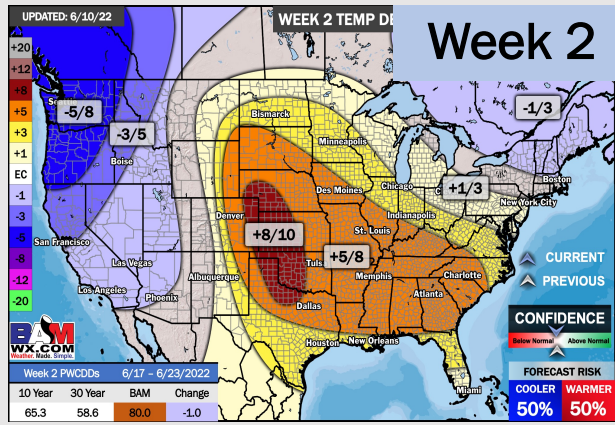 UPDATED: 6/10/22
WEEK 2 TEMP DE
Week 2
+20
+12
+8
+5
+3
+1
EC
-1
-3
-5
-8
-12
-20
Seattle
-5/8
-3/5
-1/3
Bismarck
Minneapolis
Boise
Boston
Des Moines
Chicago
+1/3
New York City
Denver
Indianapolis
San Francisco
+8/10
St. Louis
+5/8
Las Vegas
Tuls
CURRENT
Albuquerque
Memphis
Charlotte
PREVIOUS
Los Angeles
Phoenix
Atlanta
Dallas
CONFIDENCE
Below Normal
Above Normal
BAM
WX.COM
Weather. Made. Simple.
Houston
New Orleans
Miami
Week 2 PWCDDs 6/17 – 6/23/2022
10 Year 30 Year BAM Change
65.3 58.6 80.0 -1.0
FORECAST RISK
COOLER WARMER
50% 50%